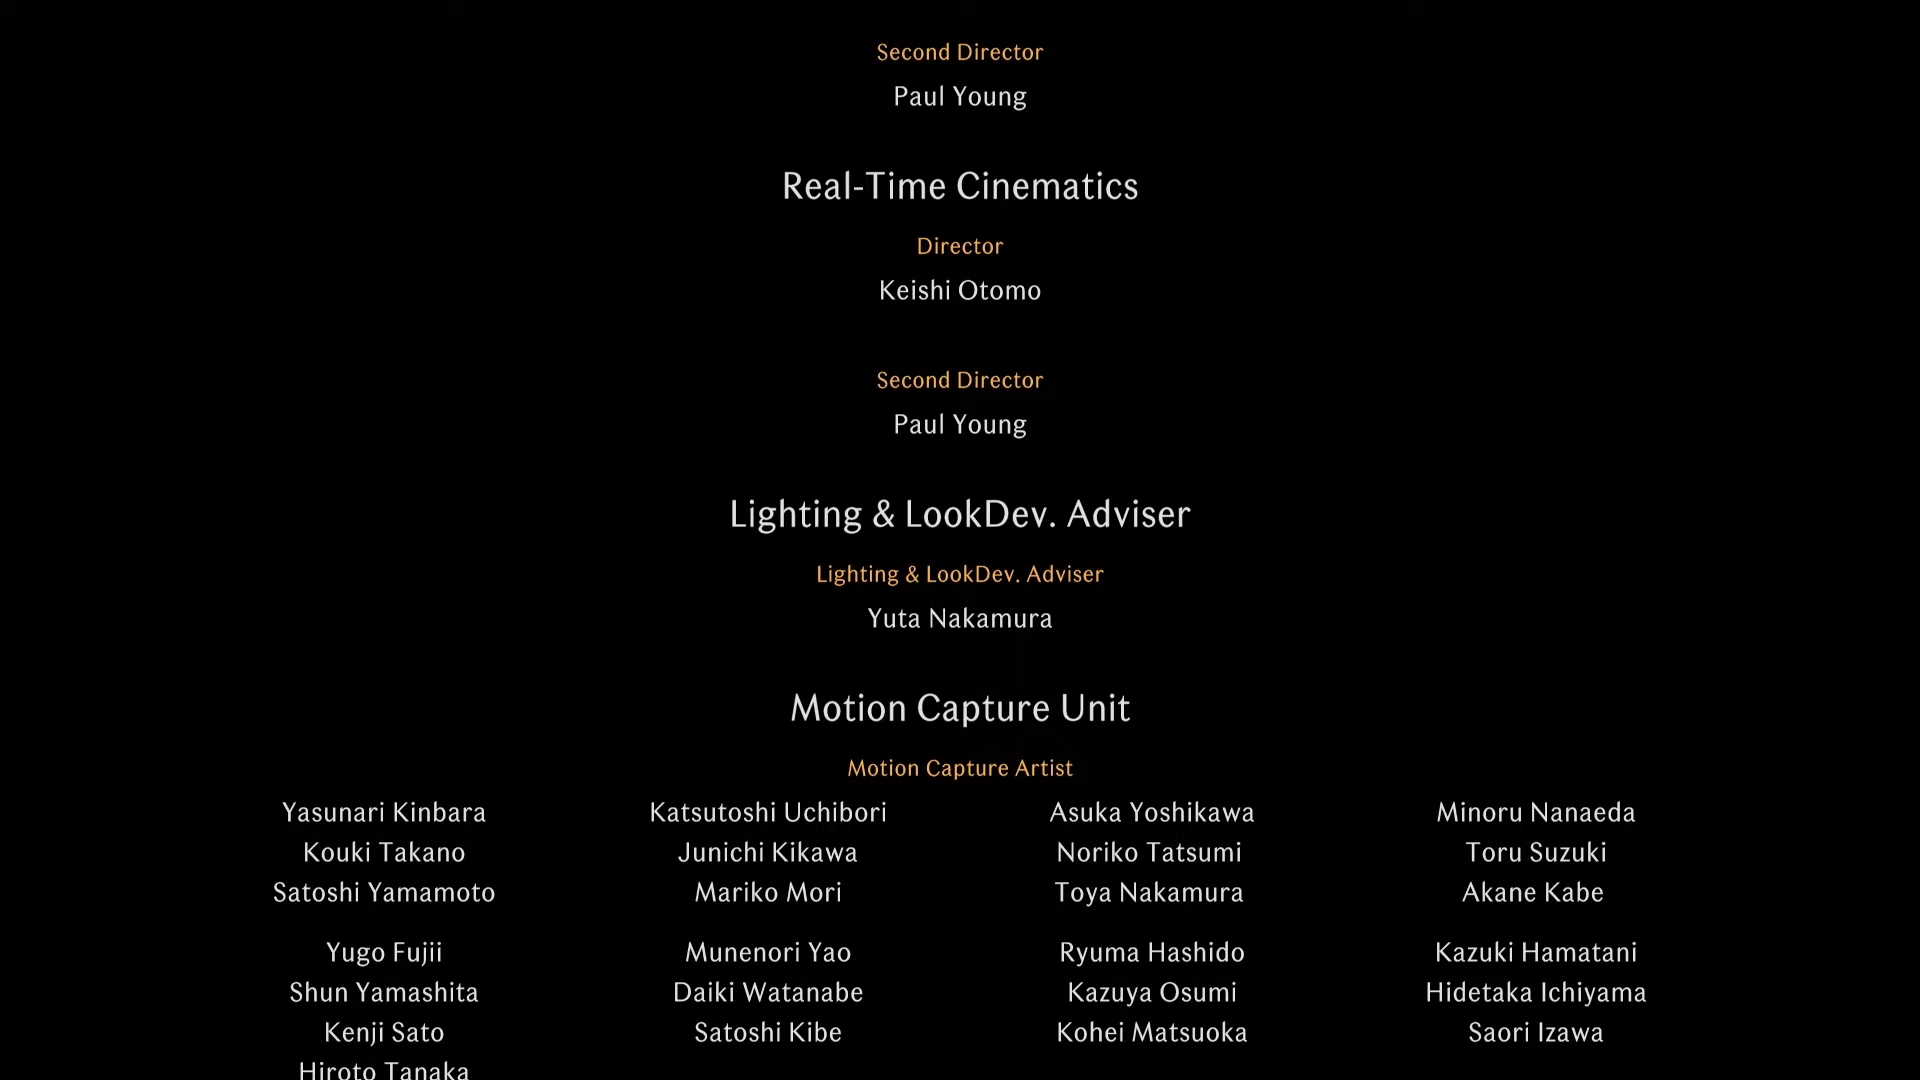 Second Director
Paul Young
Real-Time Cinematics
Director
Keishi Otomo
Second Director
Paul Young
Lighting & LookDev. Adviser
Lighting & LookDev. Adviser
Yuta Nakamura
Motion Capture Unit
Motion Capture Artist
Yasunari Kinbara Katsutoshi Uchibori Asuka Yoshikawa Minoru Nanaeda
Kouki Takano Junichi Kikawa Noriko Tatsumi Toru Suzuki
Satoshi Yamamoto Mariko Mori Toya Nakamura Akane Kabe
Yugo Fujii Munenori Yao Ryuma Hashido Kazuki Hamatani
Shun Yamashita Daiki Watanabe Kazuya Osumi Hidetaka Ichiyama
Kenji Sato Satoshi Kibe Kohei Matsuoka Saori Izawa
Hiroto Tanaka